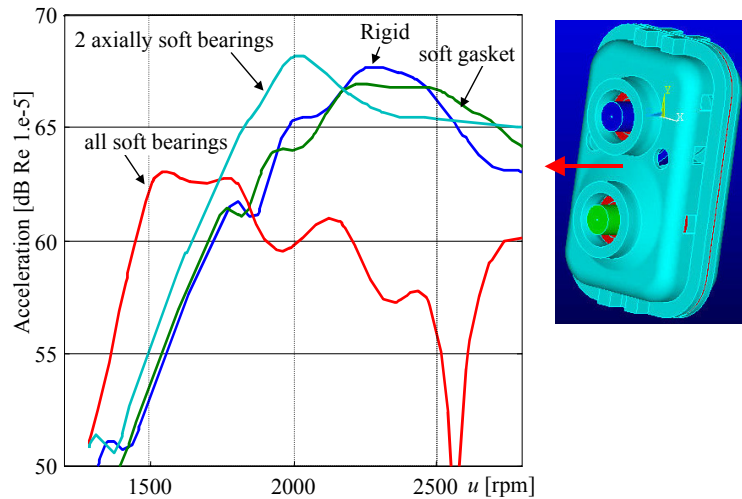 70
2 axially soft bearings
Rigid
soft gasket
all soft bearings
65
60
55
50
Acceleration [dB Re 1.e-5]
1500
2000
2500
u [rpm]
Y
X